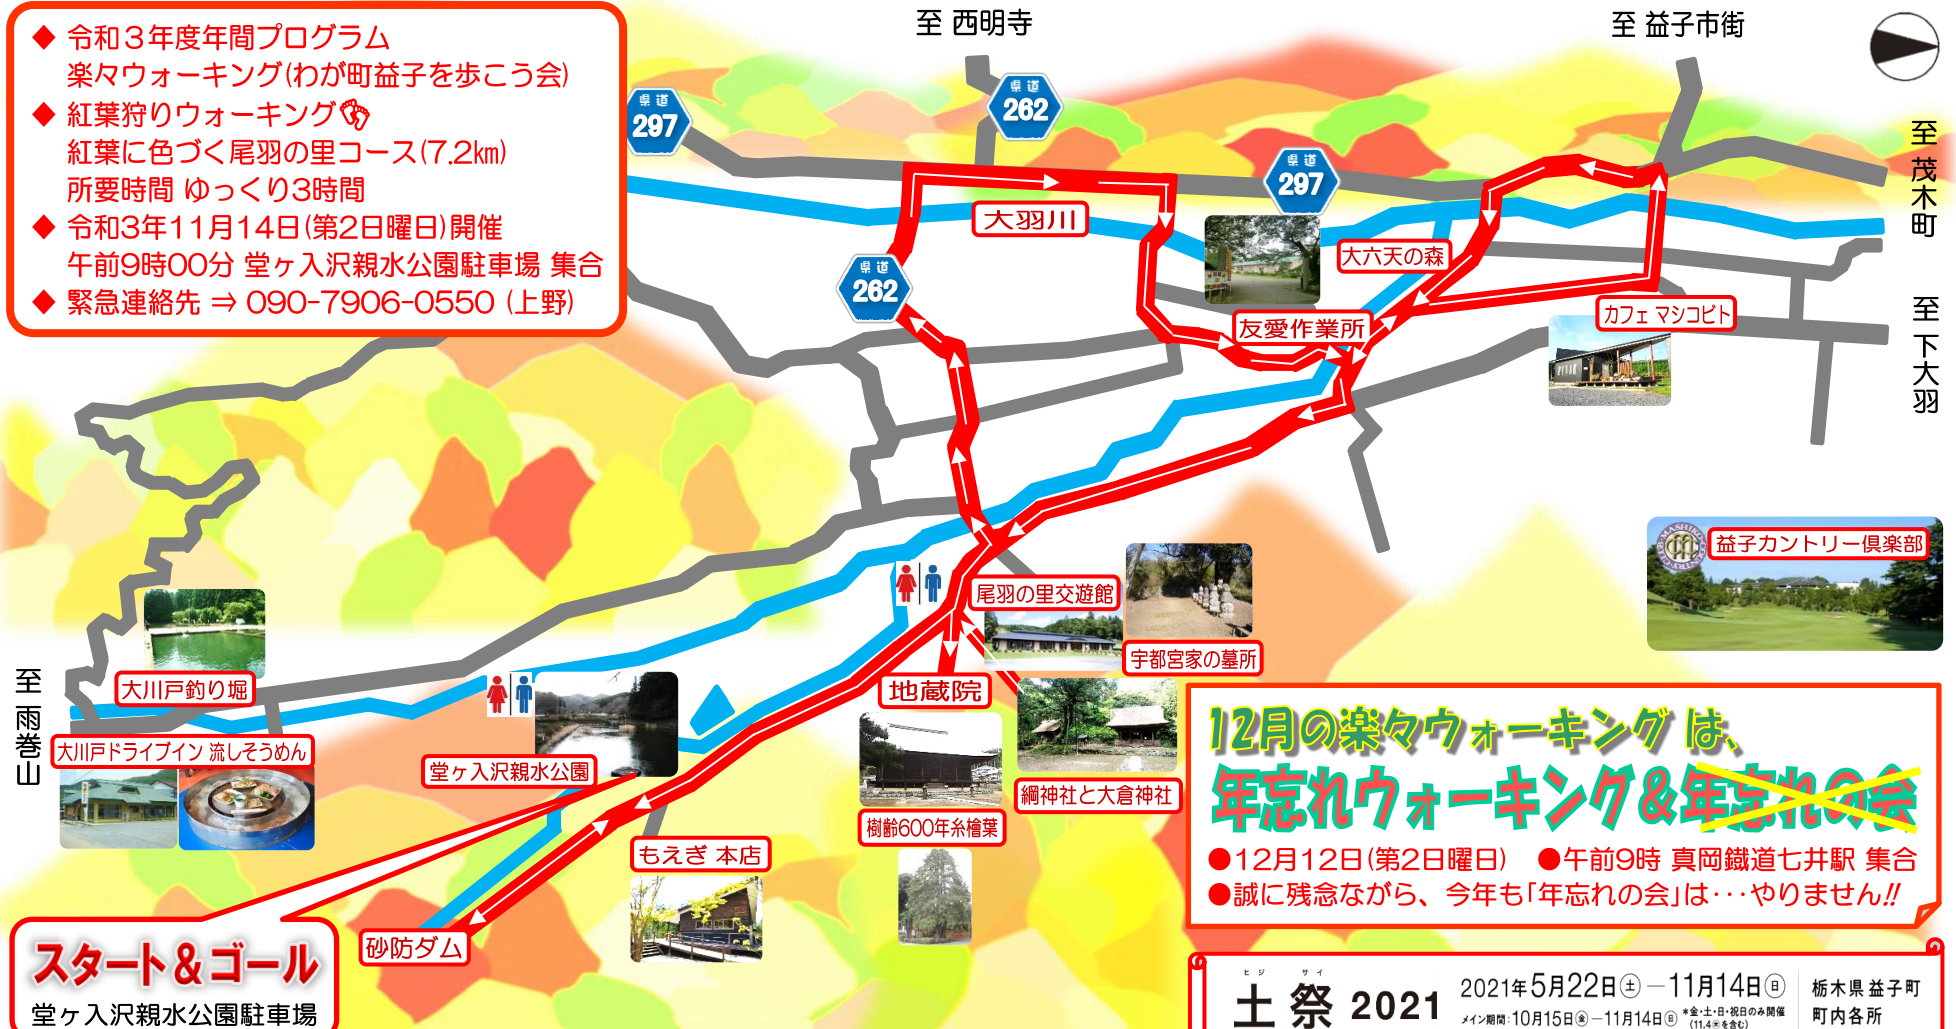 ◆ 令和３年度年間プログラム
楽々ウォーキング(わが町益子を歩こう会)
◆ 紅葉狩りウォーキング
紅葉に色づく尾羽の里コース(7.2㎞)
所要時間 ゆっくり3時間
◆ 令和3年11月14日(第2日曜日)開催
午前9時00分 堂ヶ入沢親水公園駐車場 集合
◆ 緊急連絡先 ⇒ 090-7906-0550 (上野)
至 西明寺
至 益子市街
至 茂木町
至 下大羽
至 雨巻山
県道
297
県道
262
県道
297
県道
262
大羽川
大六天の森
友愛作業所
カフェ マシコビト
益子カントリー倶楽部
尾羽の里交遊館
宇都宮家の墓所
地蔵院
綱神社と大倉神社
樹齢600年糸檜葉
大川戸釣り堀
大川戸ドライブイン 流しそうめん
堂ヶ入沢親水公園
もえぎ 本店
砂防ダム
スタート＆ゴール
堂ヶ入沢親水公園駐車場
12月の楽々ウォーキング は、
年忘れウォーキング＆年忘れの会
●12月12日(第2日曜日) ●午前9時 真岡鐵道七井駅 集合
●誠に残念ながら、今年も｢年忘れの会｣は･･･やりません!!
ヒジ サイ
土祭 2021
2021年5月22日㊏―11月14日㊐
メイン期間:10月15日㊎―11月14日㊐ *金・土・日・祝日のみ開催
(11.4㊍を含む)
栃木県益子町
町内各所